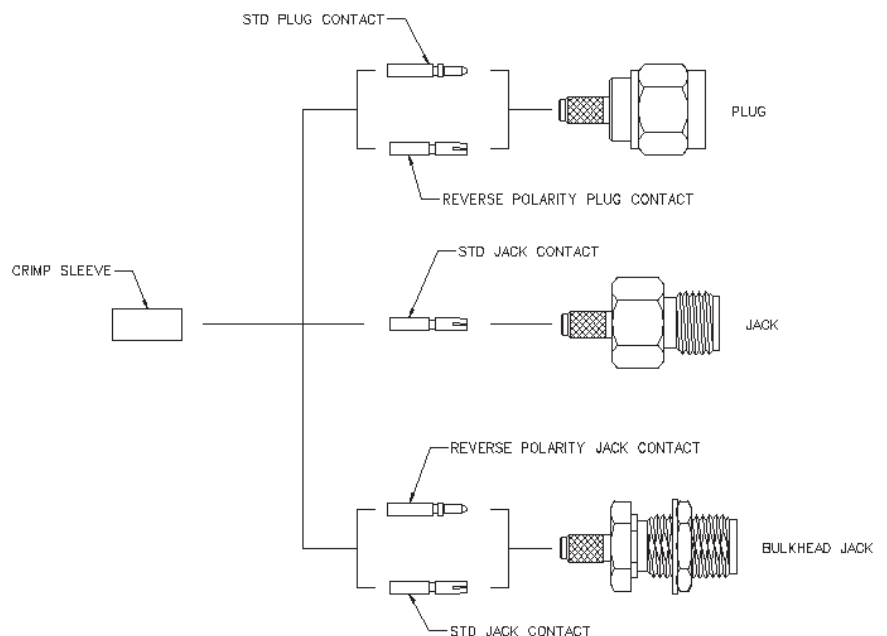 STD PLUG CONTACT
PLUG
REVERSE POLARITY PLUG CONTACT
STD JACK CONTACT
CRIMP SLEEVE
JACK
REVERSE POLARITY JACK CONTACT
BULKHEAD JACK
STD JACK CONTACT